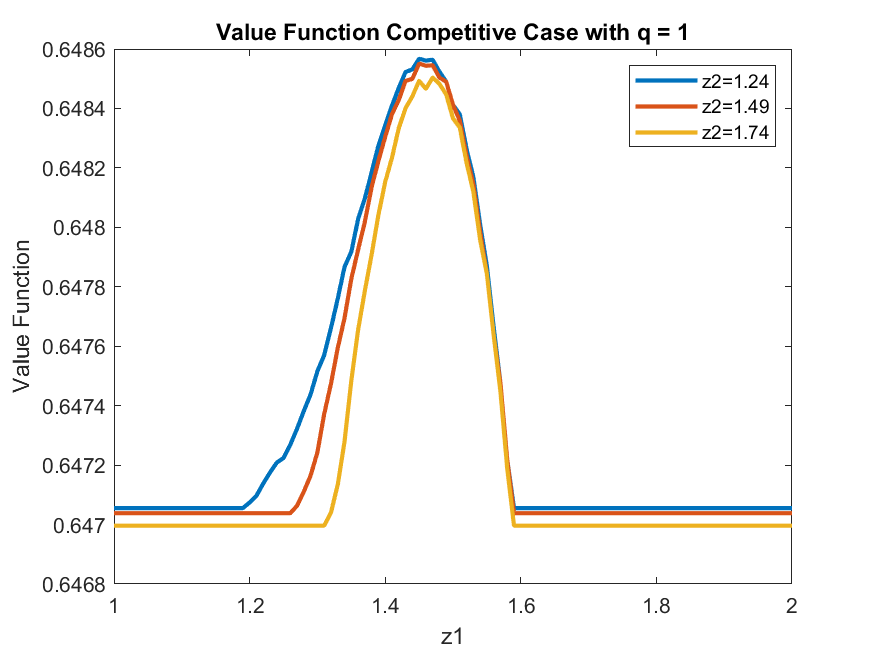 Value Function Competitive Case with q = 1
0.6486
0.6484
0.6482
0.648
0.6478
0.6476
0.6474
0.6472
0.647
0.6468
Value Function
z2=1.24
z2=1.49
z2=1.74
1
1.2
1.4
1.6
1.8
2
z1